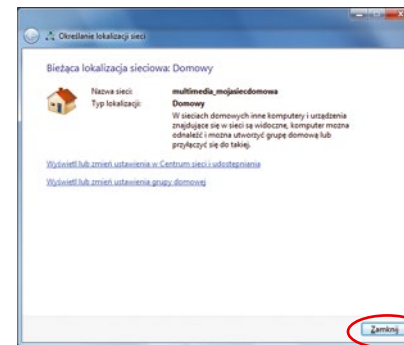 Określanie lokalizacji sieci
Bieżąca lokalizacja sieciowa: Domowy
Nazwa sieci: multimedia_mojasiecdomowa
Typ lokalizacji: Domowy
W sieciach domowych inne komputery i urządzenia
znajdujące się w sieci są widoczne, komputer można
odnaleźć i można utworzyć grupę domową lub
przyłączyć się do takiej.
Wyświetl lub zmień ustawienia w Centrum sieci i udostępniania
Wyświetl lub zmień ustawienia grupy domowej
Zamknij